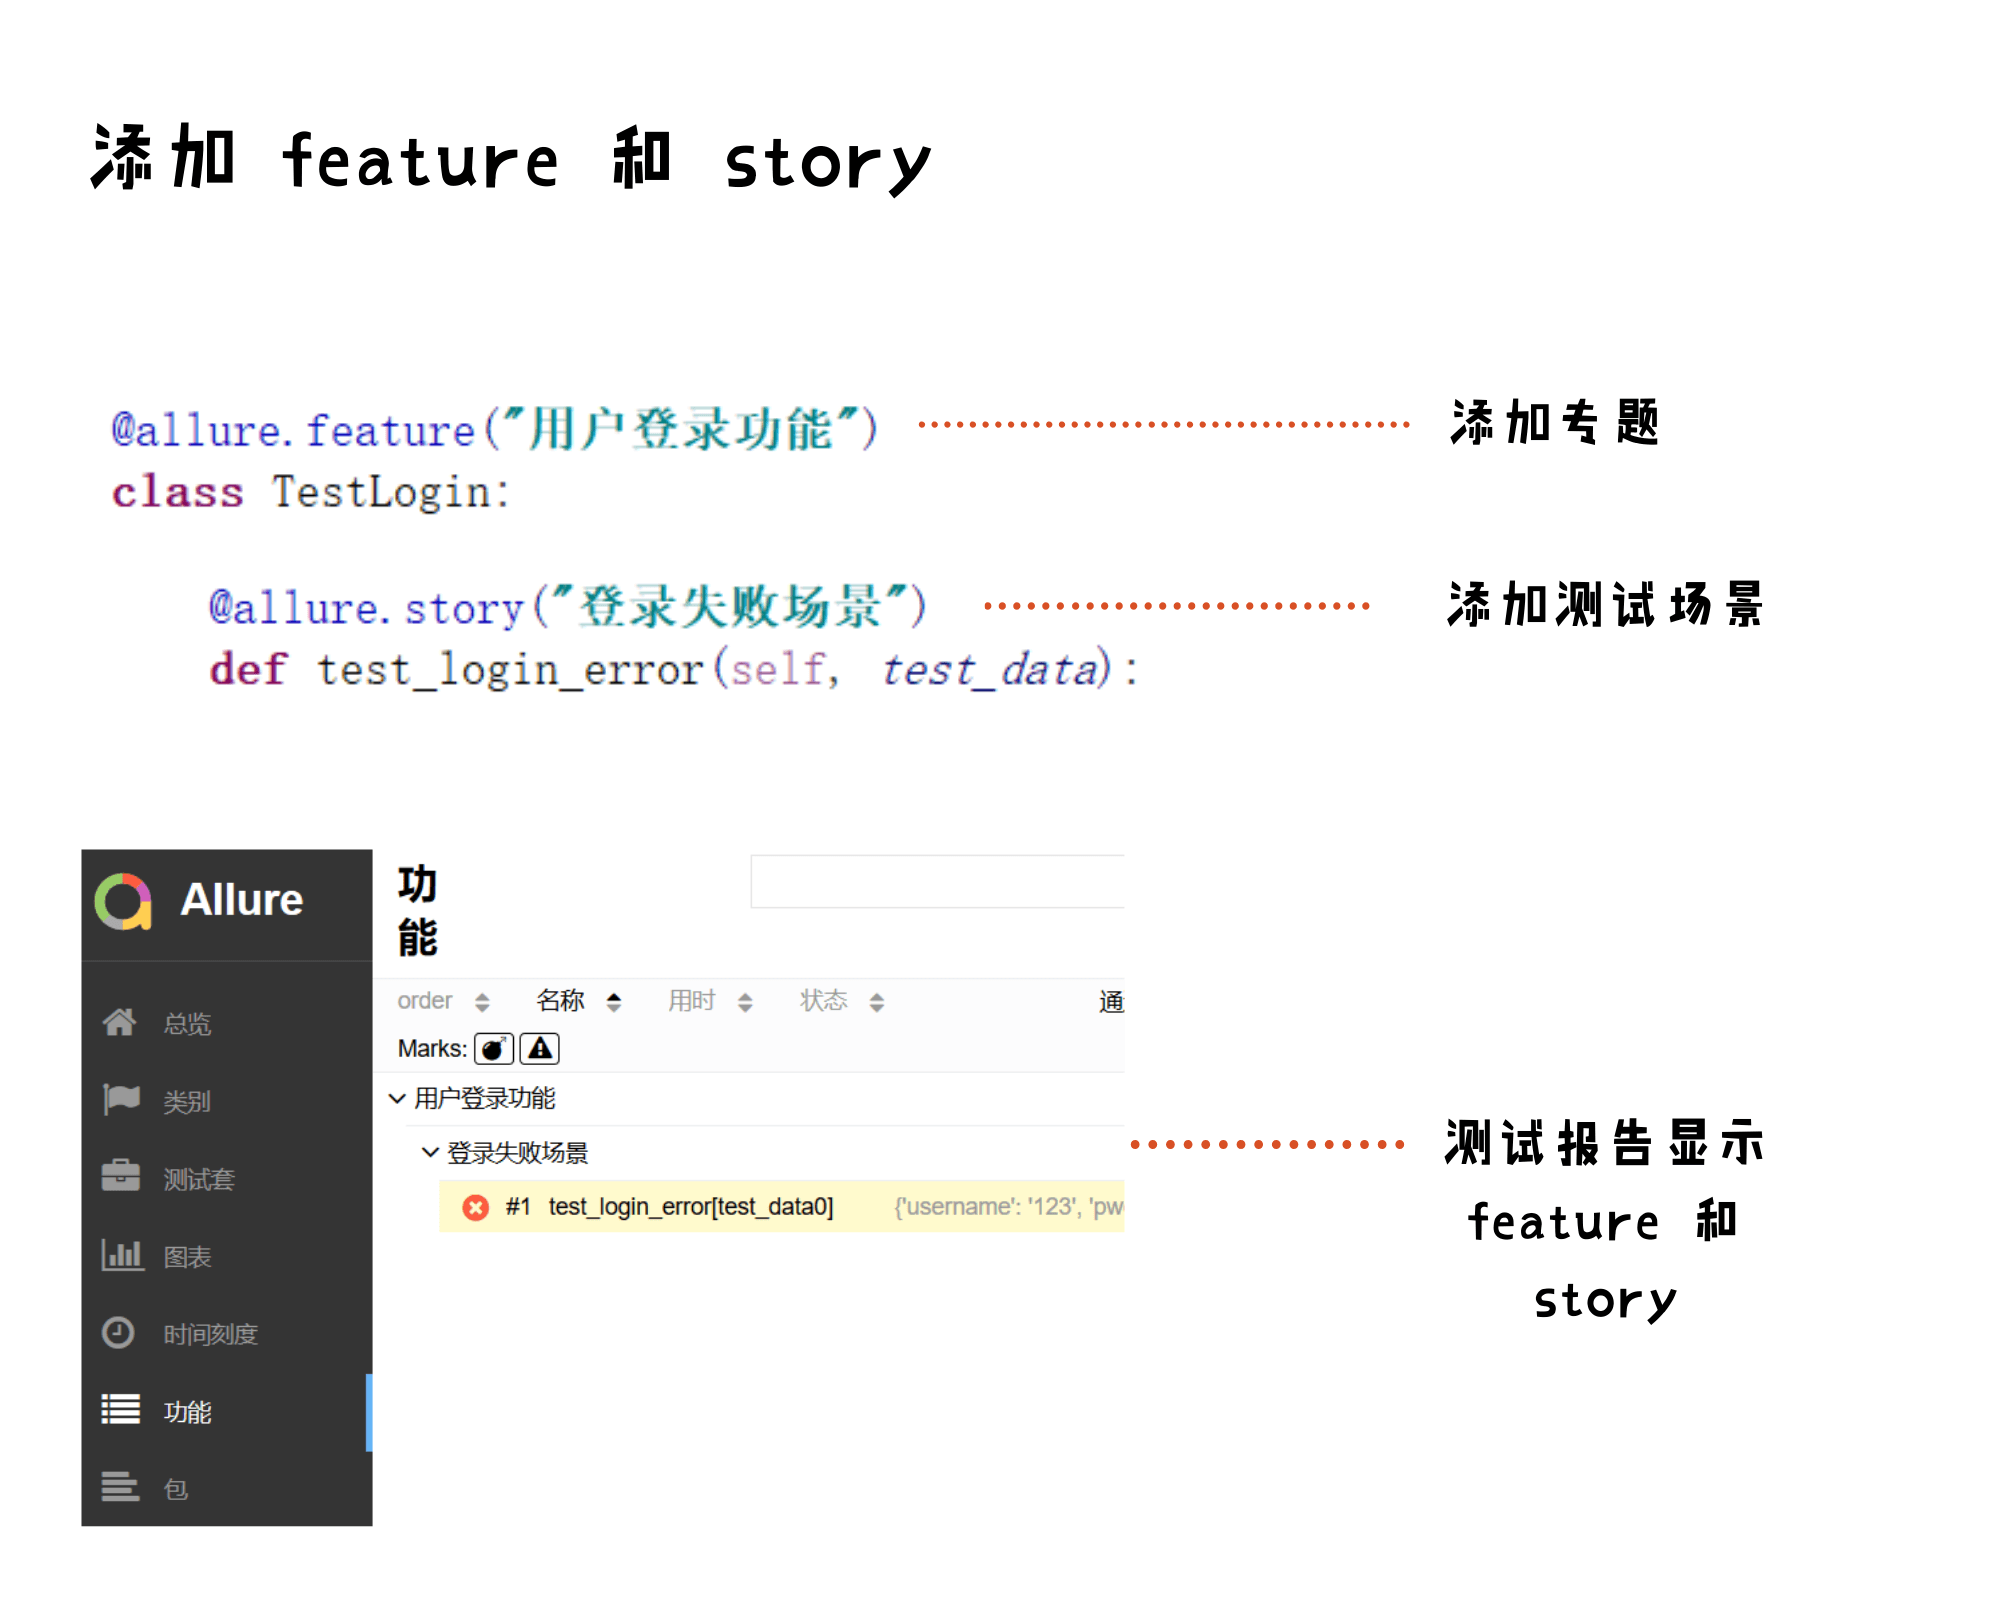 添加 feature 和 story
@allure.feature("用户登录功能")
添加专题
class TestLogin:
@allure.story("登录失败场景")
添加测试场景
def test_login_error(self, test_data):
Allure
总览
类别
测试套
图表
时间刻度
功能
包
功
能
order 名称 用时 状态 通
Marks:
用户登录功能
登录失败场景
#1 test_login_error[test_data0] {'username': '123', 'pw
测试报告显示
feature 和
story